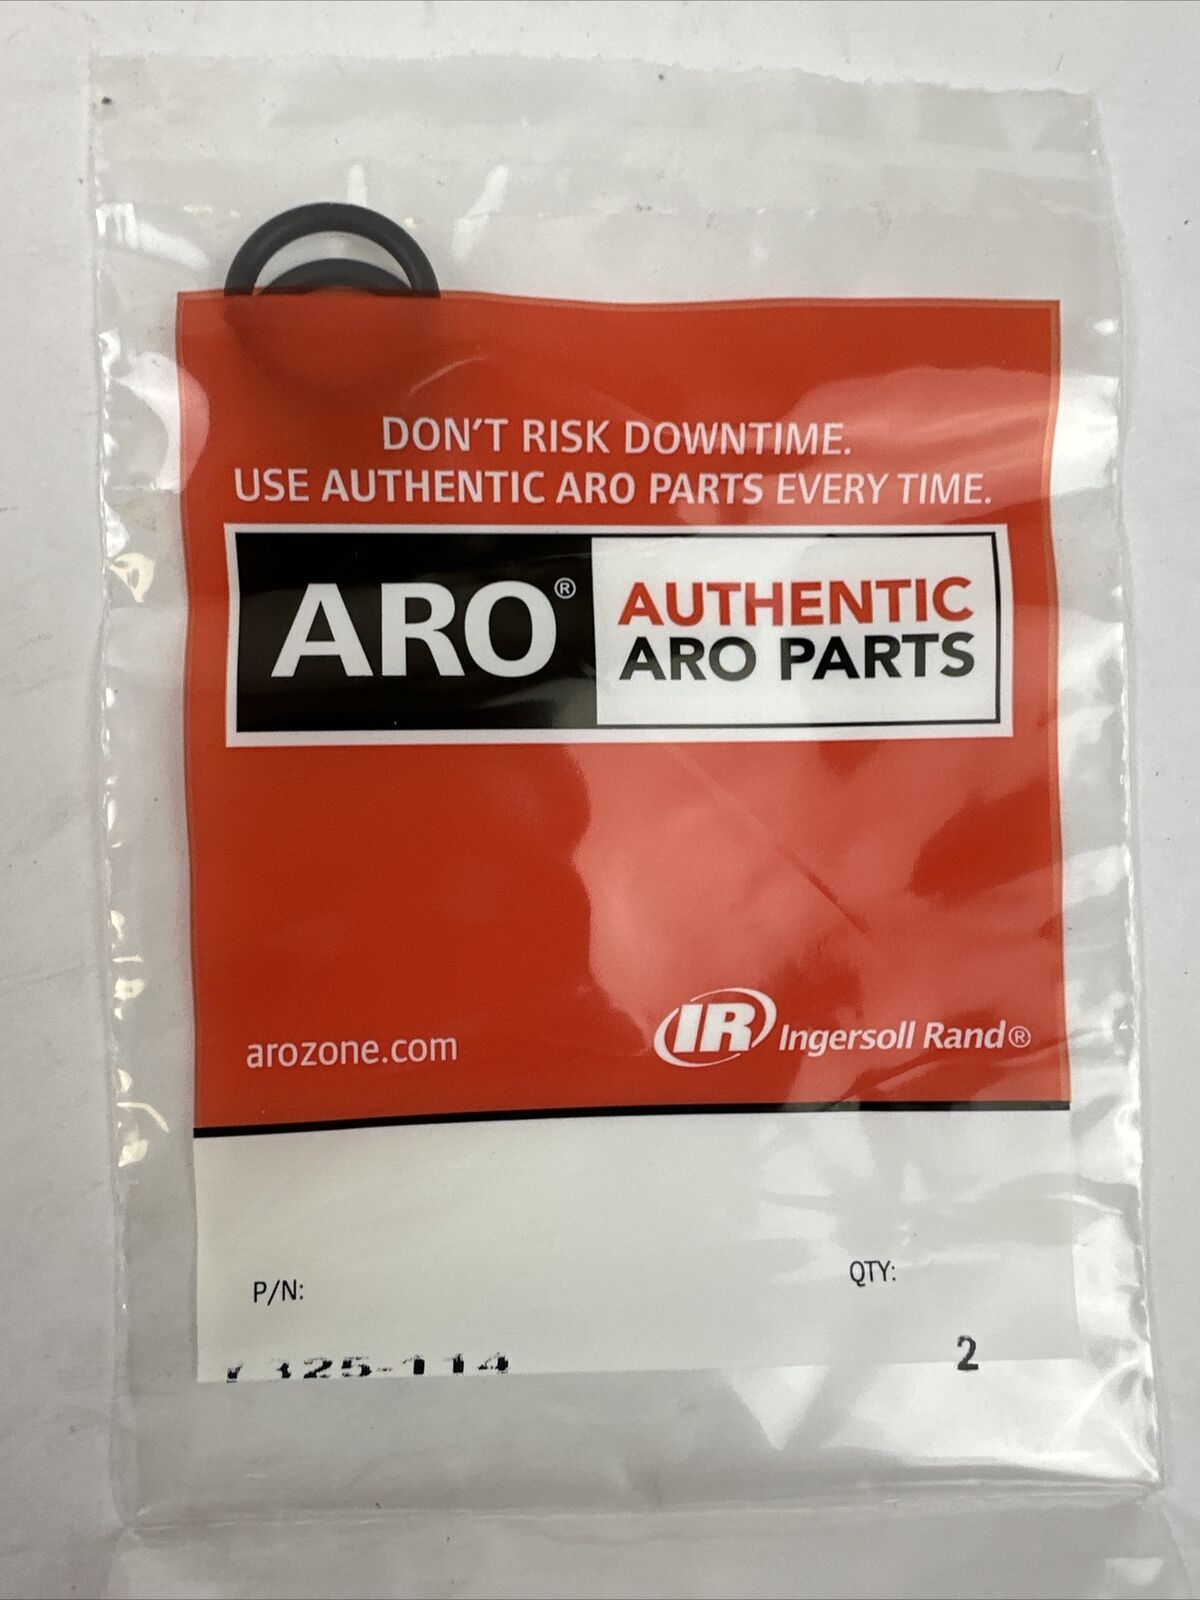 DON'T RISK DOWNTIME.
USE AUTHENTIC ARO PARTS EVERY TIME.
ARO®
AUTHENTIC
ARO PARTS
arozone.com
IR Ingersoll Rand®
P/N:
QTY:
2